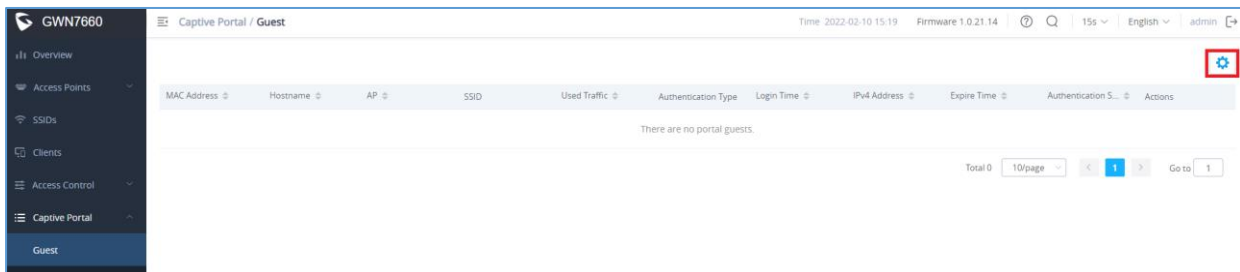 GWN7660
Captive Portal / Guest
Time 2022-02-10 15:19 Firmware 1.0.21.14 15s English admin
Overview
Access Points
SSIDs
Clients
Access Control
Captive Portal
Guest
MAC Address Hostname AP SSID Used Traffic Authentication Type Login Time IPv4 Address Expire Time Authentication S... Actions
There are no portal guests.
Total 0 10/page 1 Go to 1